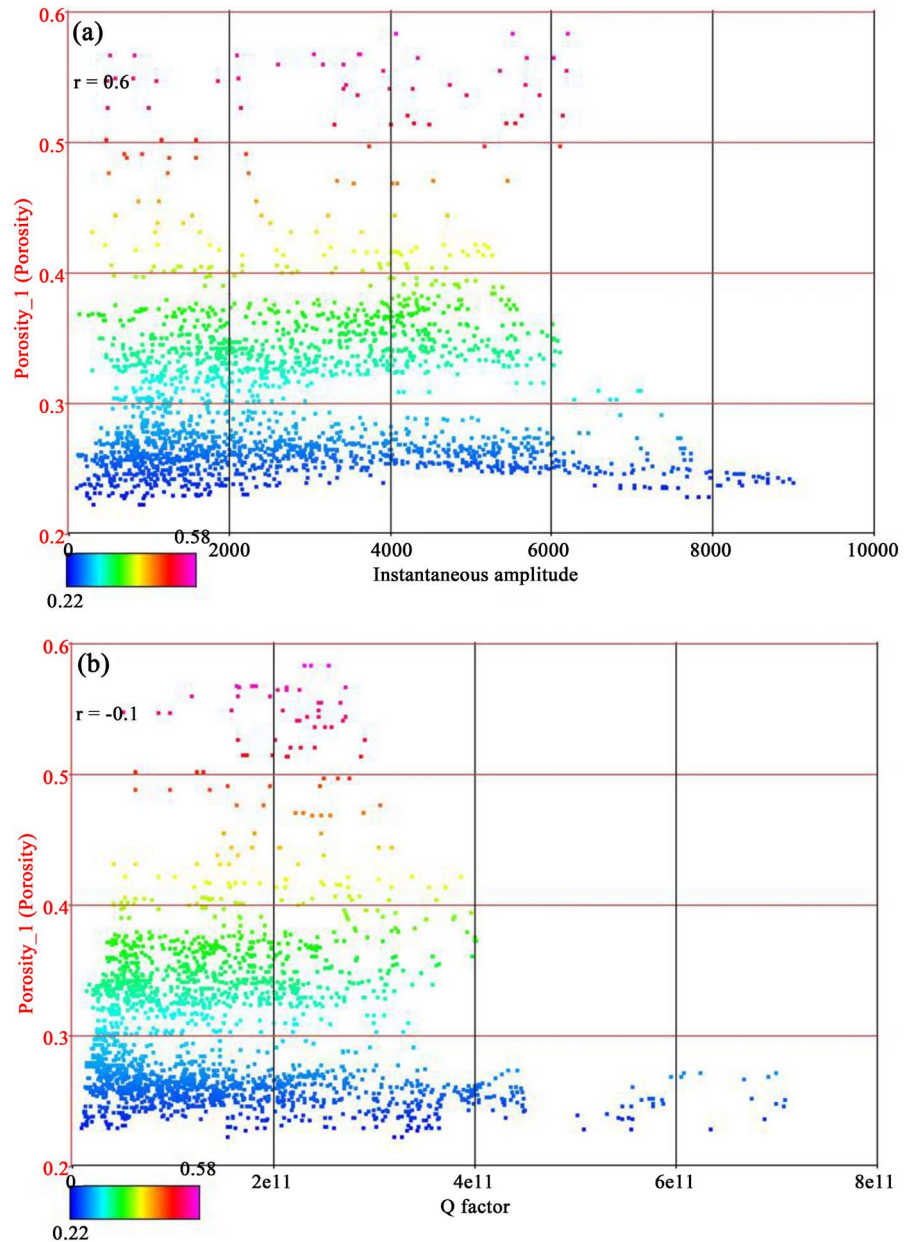 (a)
0.6
r = 0.6
0.5
0.4
0.3
0.2
Porosity_1 (Porosity)
0 2000 4000 6000 8000 10000
Instantaneous amplitude
0.58
0.22
(b)
0.6
r = -0.1
0.5
0.4
0.3
0.2
Porosity_1 (Porosity)
0 2e11 4e11 6e11 8e11
Q factor
0.58
0.22